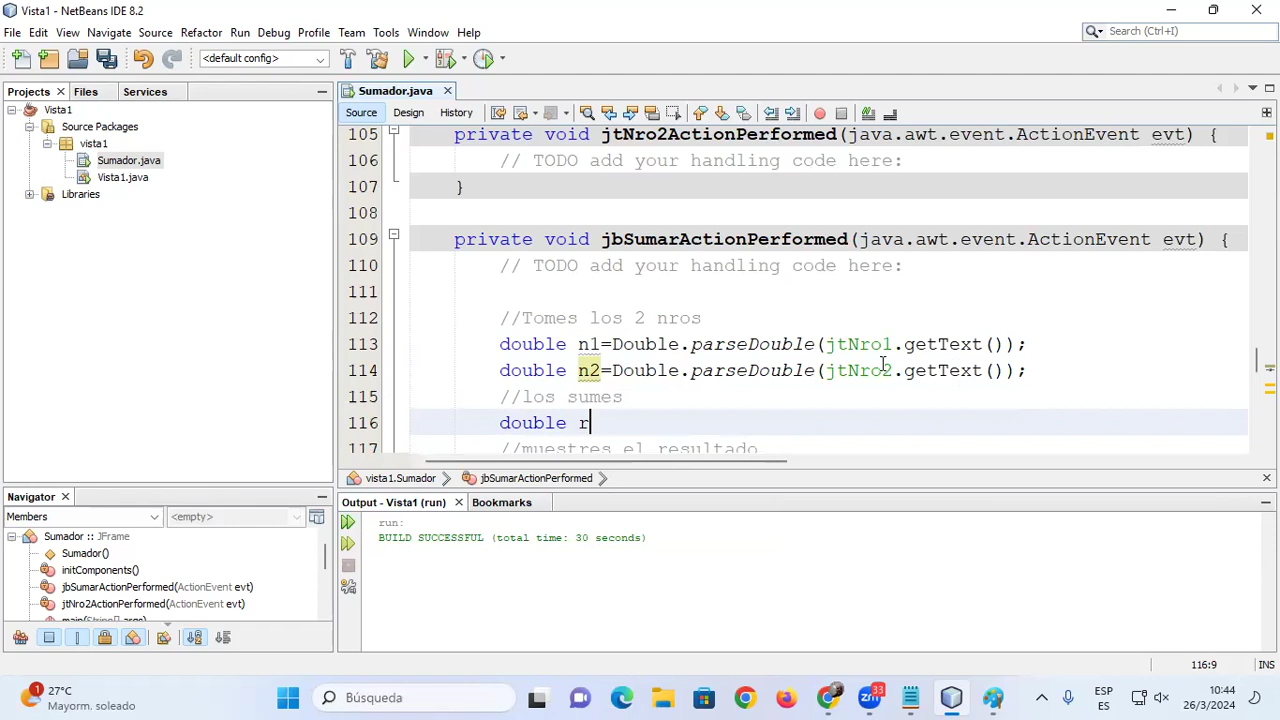 Vista1 - NetBeans IDE 8.2
File Edit View Navigate Source Refactor Run Debug Profile Team Tools Window Help
Search (Ctrl+I)
<default config>
Projects Files Services
Sumador.java
Vista1
Source Packages
vista1
Sumador.java
Vista1.java
Libraries
Source Design History
105 private void jtNro2ActionPerformed(java.awt.event.ActionEvent evt) {
106 // TODO add your handling code here:
107 }
108
109 private void jbSumarActionPerformed(java.awt.event.ActionEvent evt) {
110 // TODO add your handling code here:
111
112 //Tomes los 2 nros
113 double n1=Double.parseDouble(jtNro1.getText());
114 double n2=Double.parseDouble(jtNro2.getText());
115 //los sumes
116 double r
117 //muestres el resultado
vista1.Sumador jbSumarActionPerformed
Navigator
Members <empty>
Sumador :: JFrame
Sumador()
initComponents()
jbSumarActionPerformed(ActionEvent evt)
jtNro2ActionPerformed(ActionEvent evt)
main(String[] args)
Output - Vista1 (run) Bookmarks
run:
BUILD SUCCESSFUL (total time: 30 seconds)
116:9 INS
1
27°C
Mayorm. soleado
Búsqueda
33
ESP
ES
10:44
26/3/2024